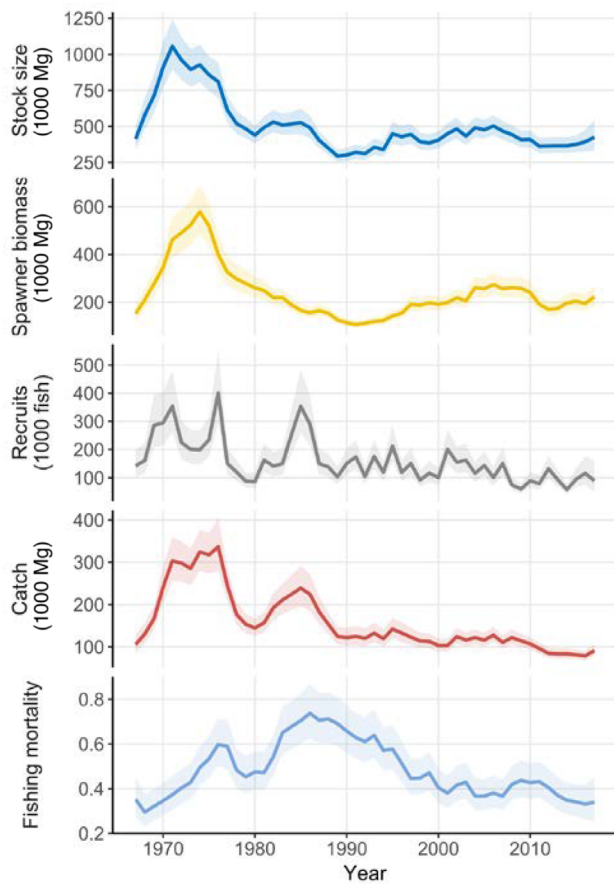 Stock size
(1000 Mg)
1250
1000
750
500
250
Spawner biomass
(1000 Mg)
600
400
200
Recruits
(1000 fish)
500
400
300
200
100
Catch
(1000 Mg)
400
300
200
100
Fishing mortality
0.8
0.6
0.4
0.2
1970 1980 1990 2000 2010
Year